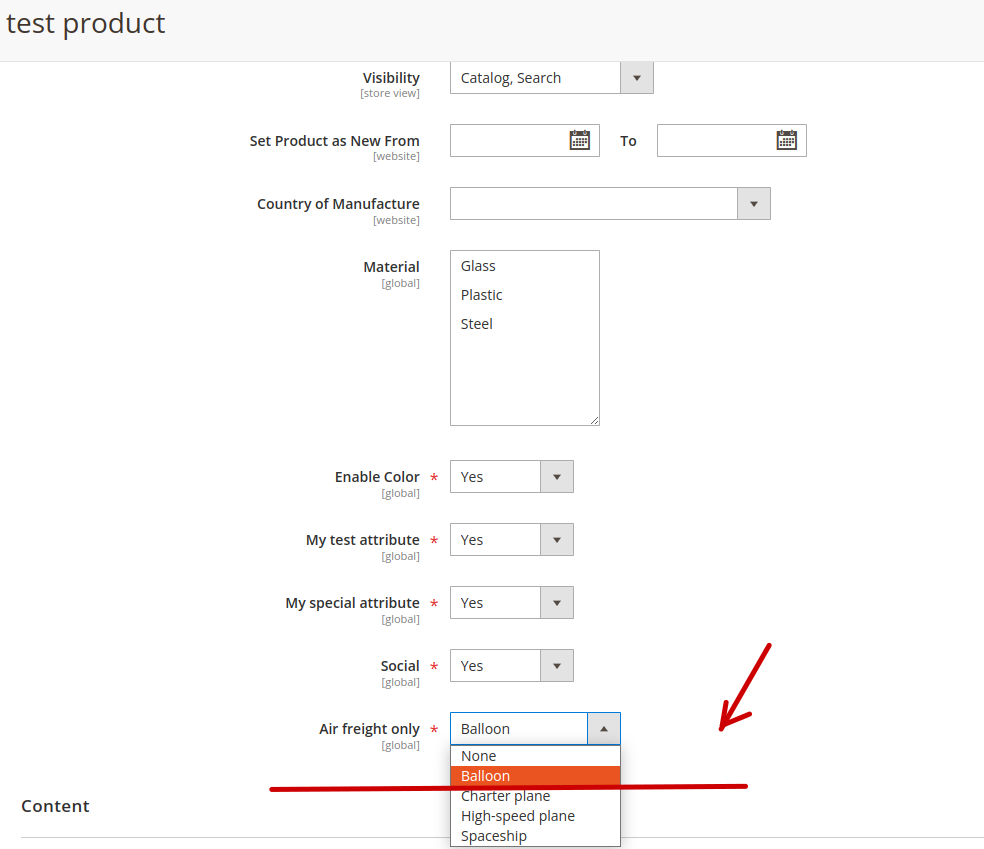 test product
Visibility
Catalog, Search
[store view]
Set Product as New From
To
[website]
Country of Manufacture
[website]
Material
[global]
Glass
Plastic
Steel
Enable Color *
Yes
[global]
My test attribute *
Yes
[global]
My special attribute *
Yes
[global]
Social *
Yes
[global]
Air freight only *
Balloon
[global]
None
Balloon
Charter plane
High-speed plane
Spaceship
Content